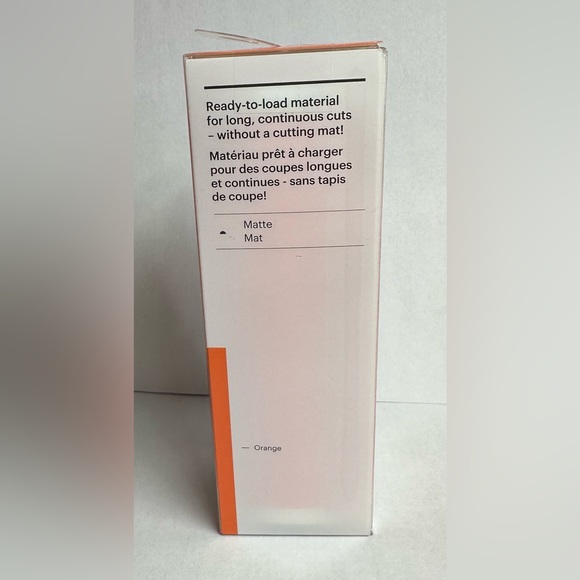 Ready-to-load material
for long, continuous cuts
– without a cutting mat!
Matériau prêt à charger
pour des coupes longues
et continues - sans tapis
de coupe!
Matte
Mat
— Orange